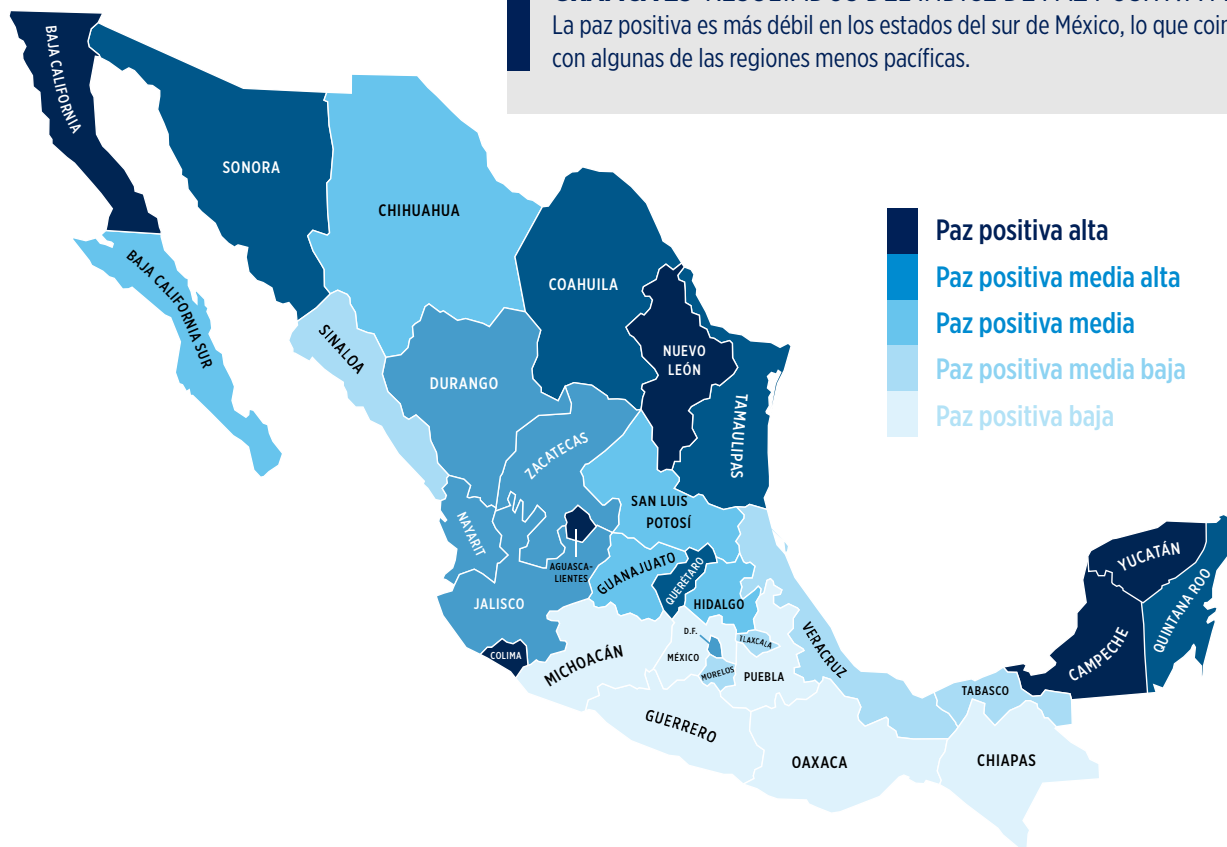 La paz positiva es más débil en los estados del sur de México, lo que
con algunas de las regiones menos pacíficas.
BAJA CALIFORNIA
SONORA
CHIHUAHUA
COAHUILA
BAJA CALIFORNIA SUR
SINALOA
DURANGO
NUEVO
LEÓN
TAMAULIPAS
ZACATECAS
SAN LUIS
POTOSÍ
NAYARIT
AGUASCA-
LIENTES
GUANAJUATO
QUERÉTARO
HIDALGO
JALISCO
COLIMA
MICHOACÁN
D.F.
MÉXICO
TLAXCALA
MORELOS
PUEBLA
VERACRUZ
GUERRERO
OAXACA
TABASCO
CHIAPAS
CAMPECHE
YUCATÁN
QUINTANA ROO
Paz positiva alta
Paz positiva media alta
Paz positiva media
Paz positiva media baja
Paz positiva baja